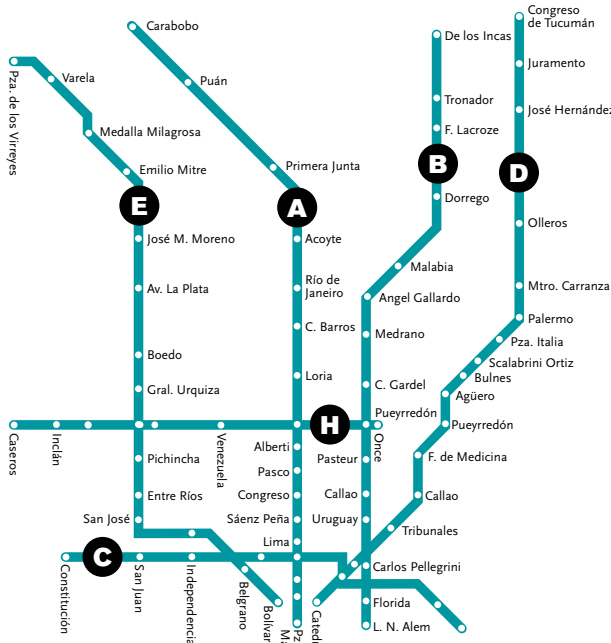 Congreso
de Tucumán
Carabobo
De los Incas
Pza. de los Virreyes
Varela
Puán
Juramento
Tronador
José Hernández
Medalla Milagrosa
F. Lacroze
Emilio Mitre
Primera Junta
B
D
E
A
Dorrego
José M. Moreno
Acoyte
Olleros
Malabia
Av. La Plata
Río de
Janeiro
Angel Gallardo
Mtro. Carranza
C. Barros
Medrano
Palermo
Pza. Italia
Boedo
Scalabrini Ortiz
Loria
Bulnes
Gral. Urquiza
C. Gardel
Agüero
H
Pueyrredón
Pueyrredón
Caseros
Inclán
Venezuela
Once
Alberti
Pichincha
Pasco
Pasteur
F. de Medicina
Entre Ríos
Congreso
Callao
Callao
San José
Sáenz Peña
Uruguay
Tribunales
Lima
C
Carlos Pellegrini
Constitución
San Juan
Independencia
Belgrano
Bolívar
Florida
L. N. Alem